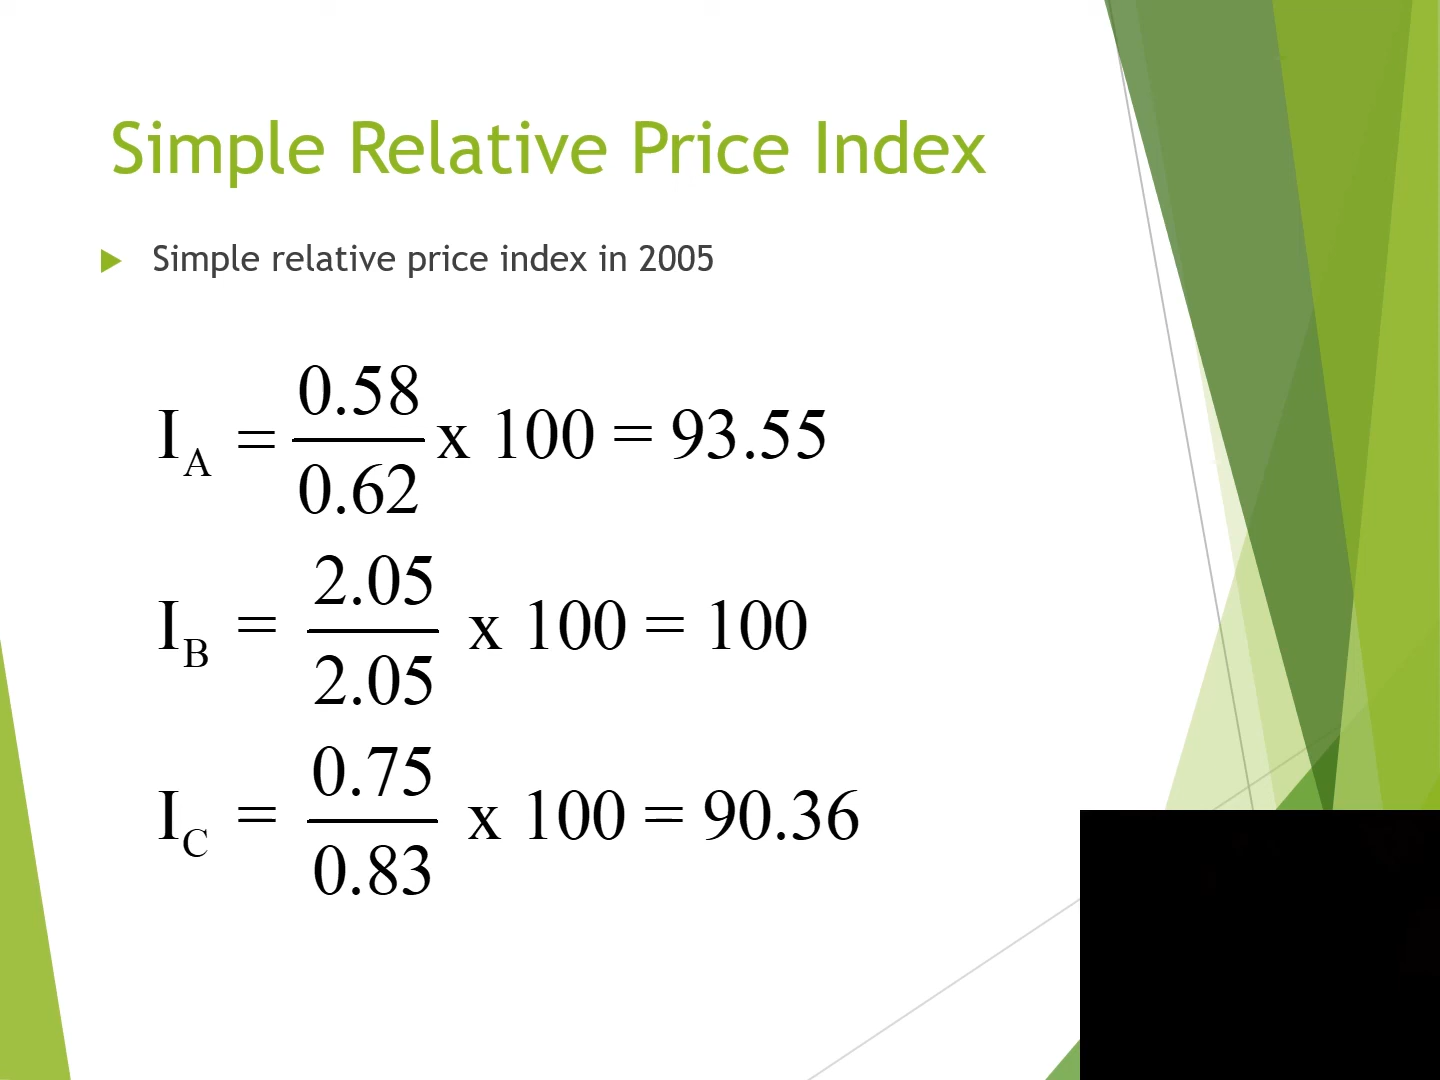 Simple Relative Price Index
Simple relative price index in 2005
I_A = 0.58/0.62 x 100 = 93.55
I_B = 2.05/2.05 x 100 = 100
I_C = 0.75/0.83 x 100 = 90.36